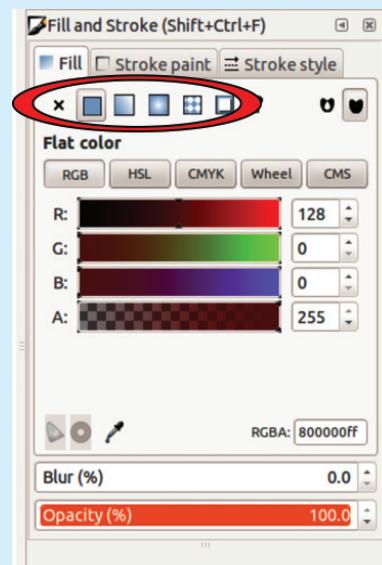 Fill and Stroke (Shift+Ctrl+F)
Fill Stroke paint Stroke style
Flat color
RGB HSL CMYK Wheel CMS
R: 128
G: 0
B: 0
A: 255
RGBA: 800000ff
Blur (%) 0.0
Opacity (%) 100.0